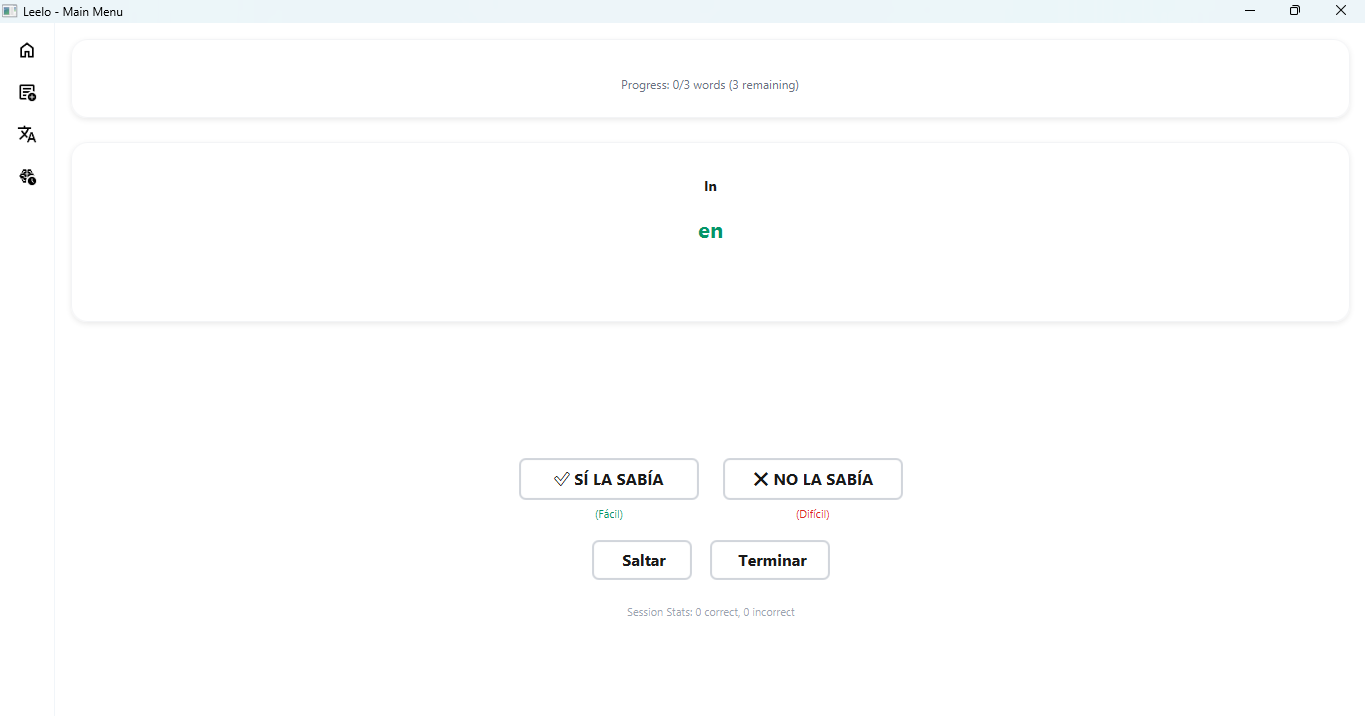 Leelo - Main Menu
Progress: 0/3 words (3 remaining)
In
en
SÍ LA SABÍA
NO LA SABÍA
(Fácil)
(Difícil)
Saltar
Terminar
Session Stats: 0 correct, 0 incorrect